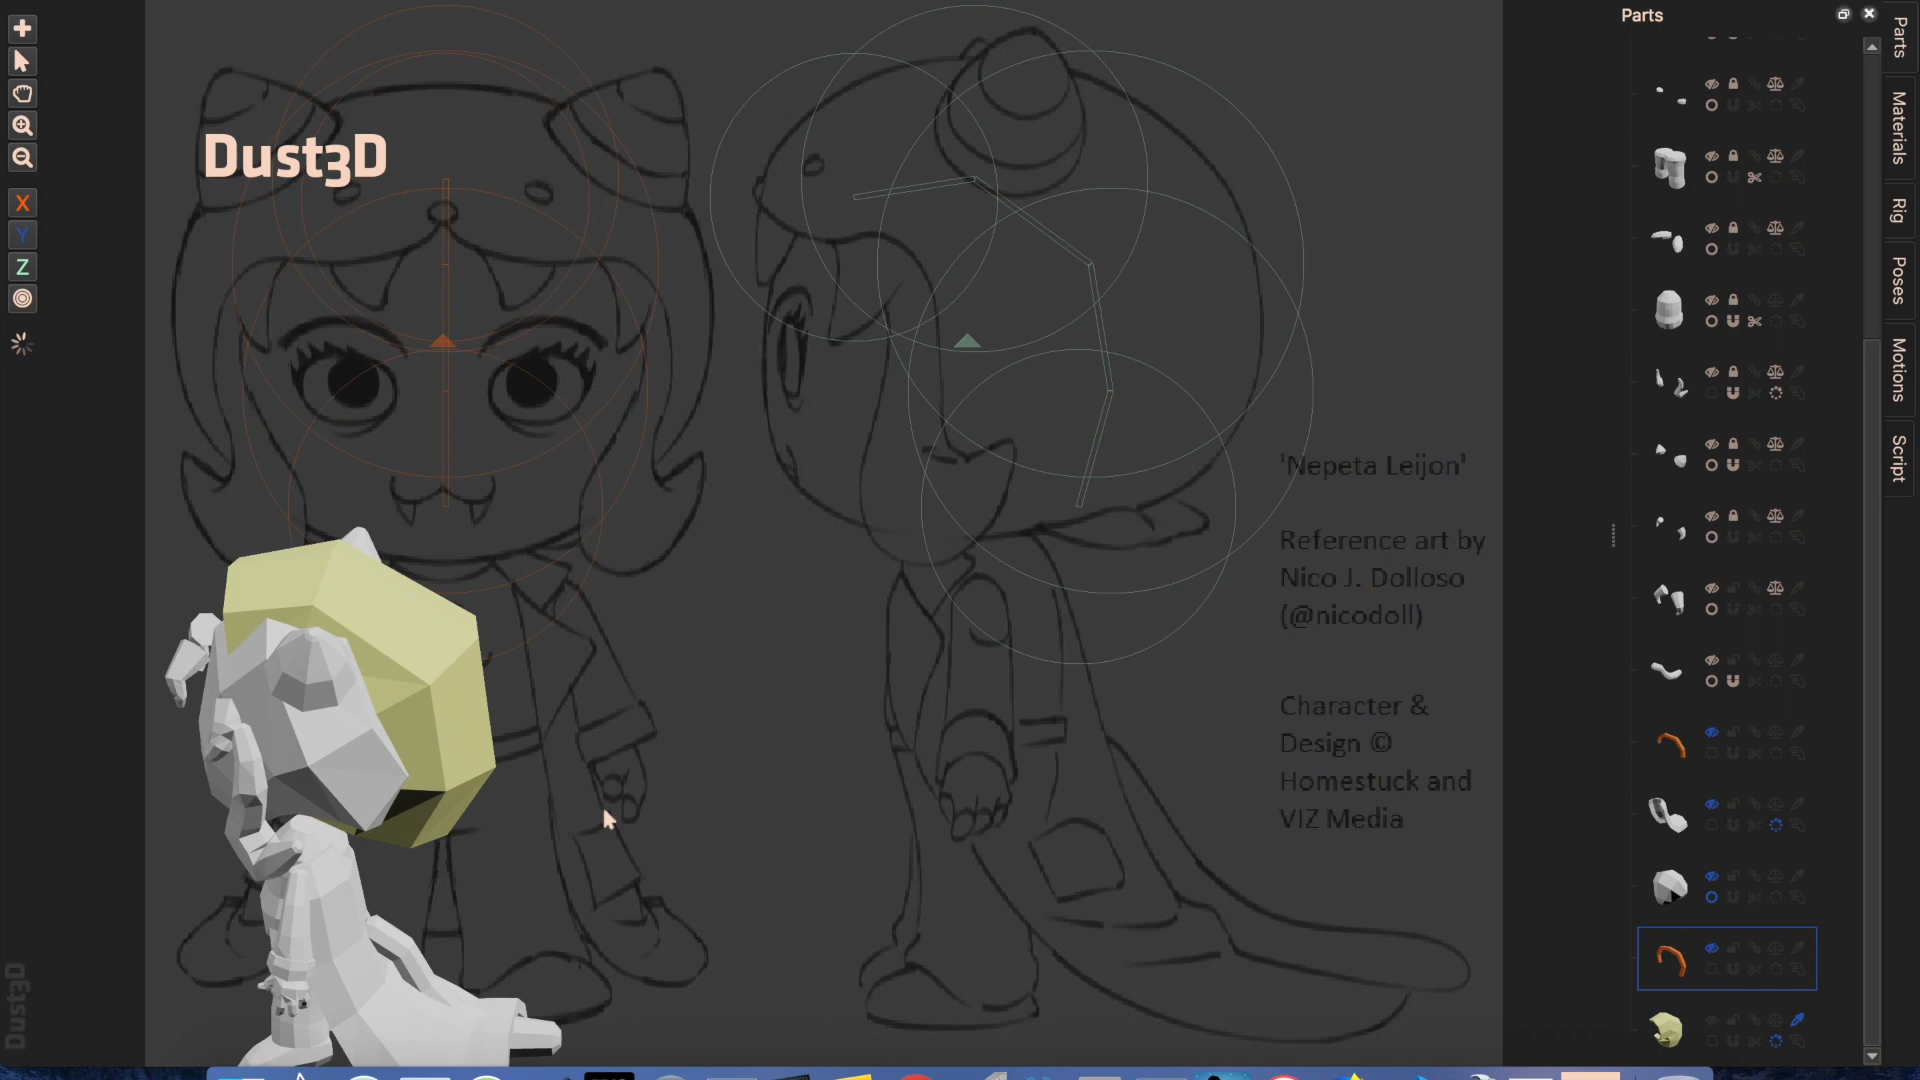 Parts
Dust3D
X
Y
Z
'Nepeta Leijon'
Reference art by
Nico J. Dolloso
(@nicodoll)
Character &
Design ©
Homestuck and
VIZ Media
Parts
Materials
Rig
Poses
Motions
Script
Dust3D